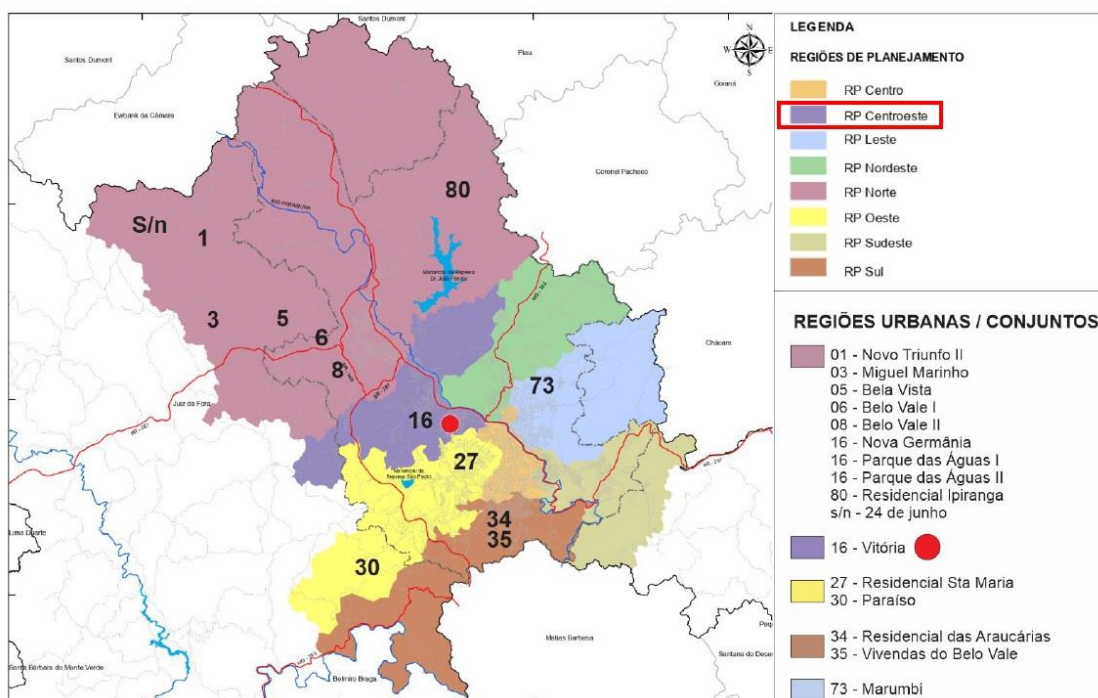 Santos Dumont
Santos Dumont
Piau
Goianá
Ewbank da Câmara
Coronel Pacheco
80
S/n
1
3
5
6
8
73
Chácara
Juiz de Fora
16
27
34
35
30
Lima Duarte
Matias Barbosa
Santa Bárbara do Monte Verde
Belmiro Braga
N
W
E
S
LEGENDA
REGIÕES DE PLANEJAMENTO
RP Centro
RP Centroeste
RP Leste
RP Nordeste
RP Norte
RP Oeste
RP Sudeste
RP Sul
REGIÕES URBANAS / CONJUNTOS
01 - Novo Triunfo II
03 - Miguel Marinho
05 - Bela Vista
06 - Belo Vale I
08 - Belo Vale II
16 - Nova Germânia
16 - Parque das Águas I
16 - Parque das Águas II
80 - Residencial Ipiranga
s/n - 24 de junho
16 - Vitória
27 - Residencial Sta Maria
30 - Paraíso
34 - Residencial das Araucárias
35 - Vivendas do Belo Vale
73 - Marumbi